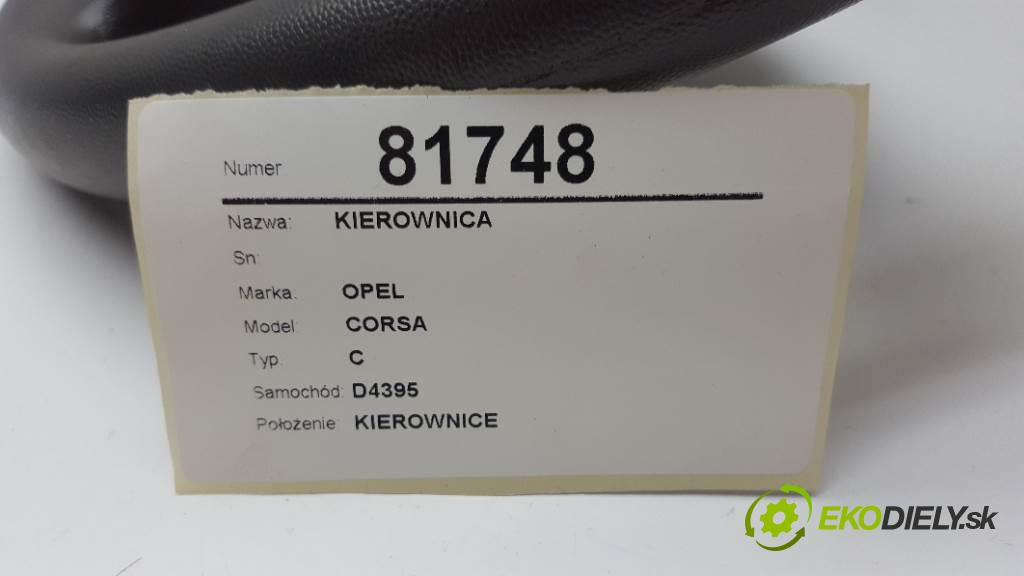 Numer 81748
Nazwa: KIEROWNICA
Sn:
Marka: OPEL
Model: CORSA
Typ: C
Samochód: D4395
Położenie: KIEROWNICE
EKODIELY.sk